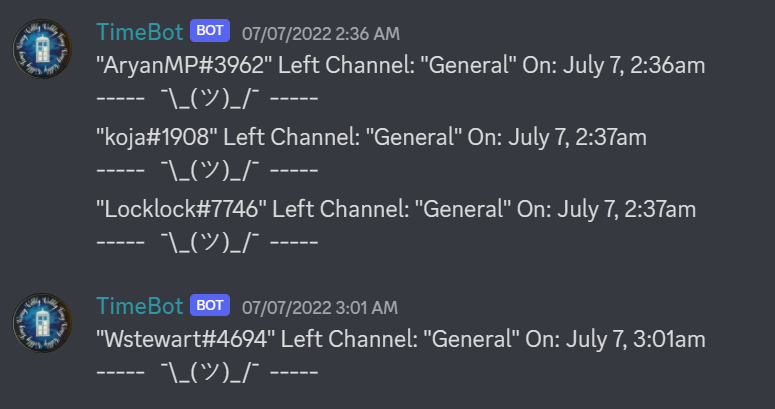 TimeBot BOT 07/07/2022 2:36 AM
"AryanMP#3962" Left Channel: "General" On: July 7, 2:36am
----- ¯\_(ツ)_/¯ -----
"koja#1908" Left Channel: "General" On: July 7, 2:37am
----- ¯\_(ツ)_/¯ -----
"Locklock#7746" Left Channel: "General" On: July 7, 2:37am
----- ¯\_(ツ)_/¯ -----
TimeBot BOT 07/07/2022 3:01 AM
"Wstewart#4694" Left Channel: "General" On: July 7, 3:01am
----- ¯\_(ツ)_/¯ -----